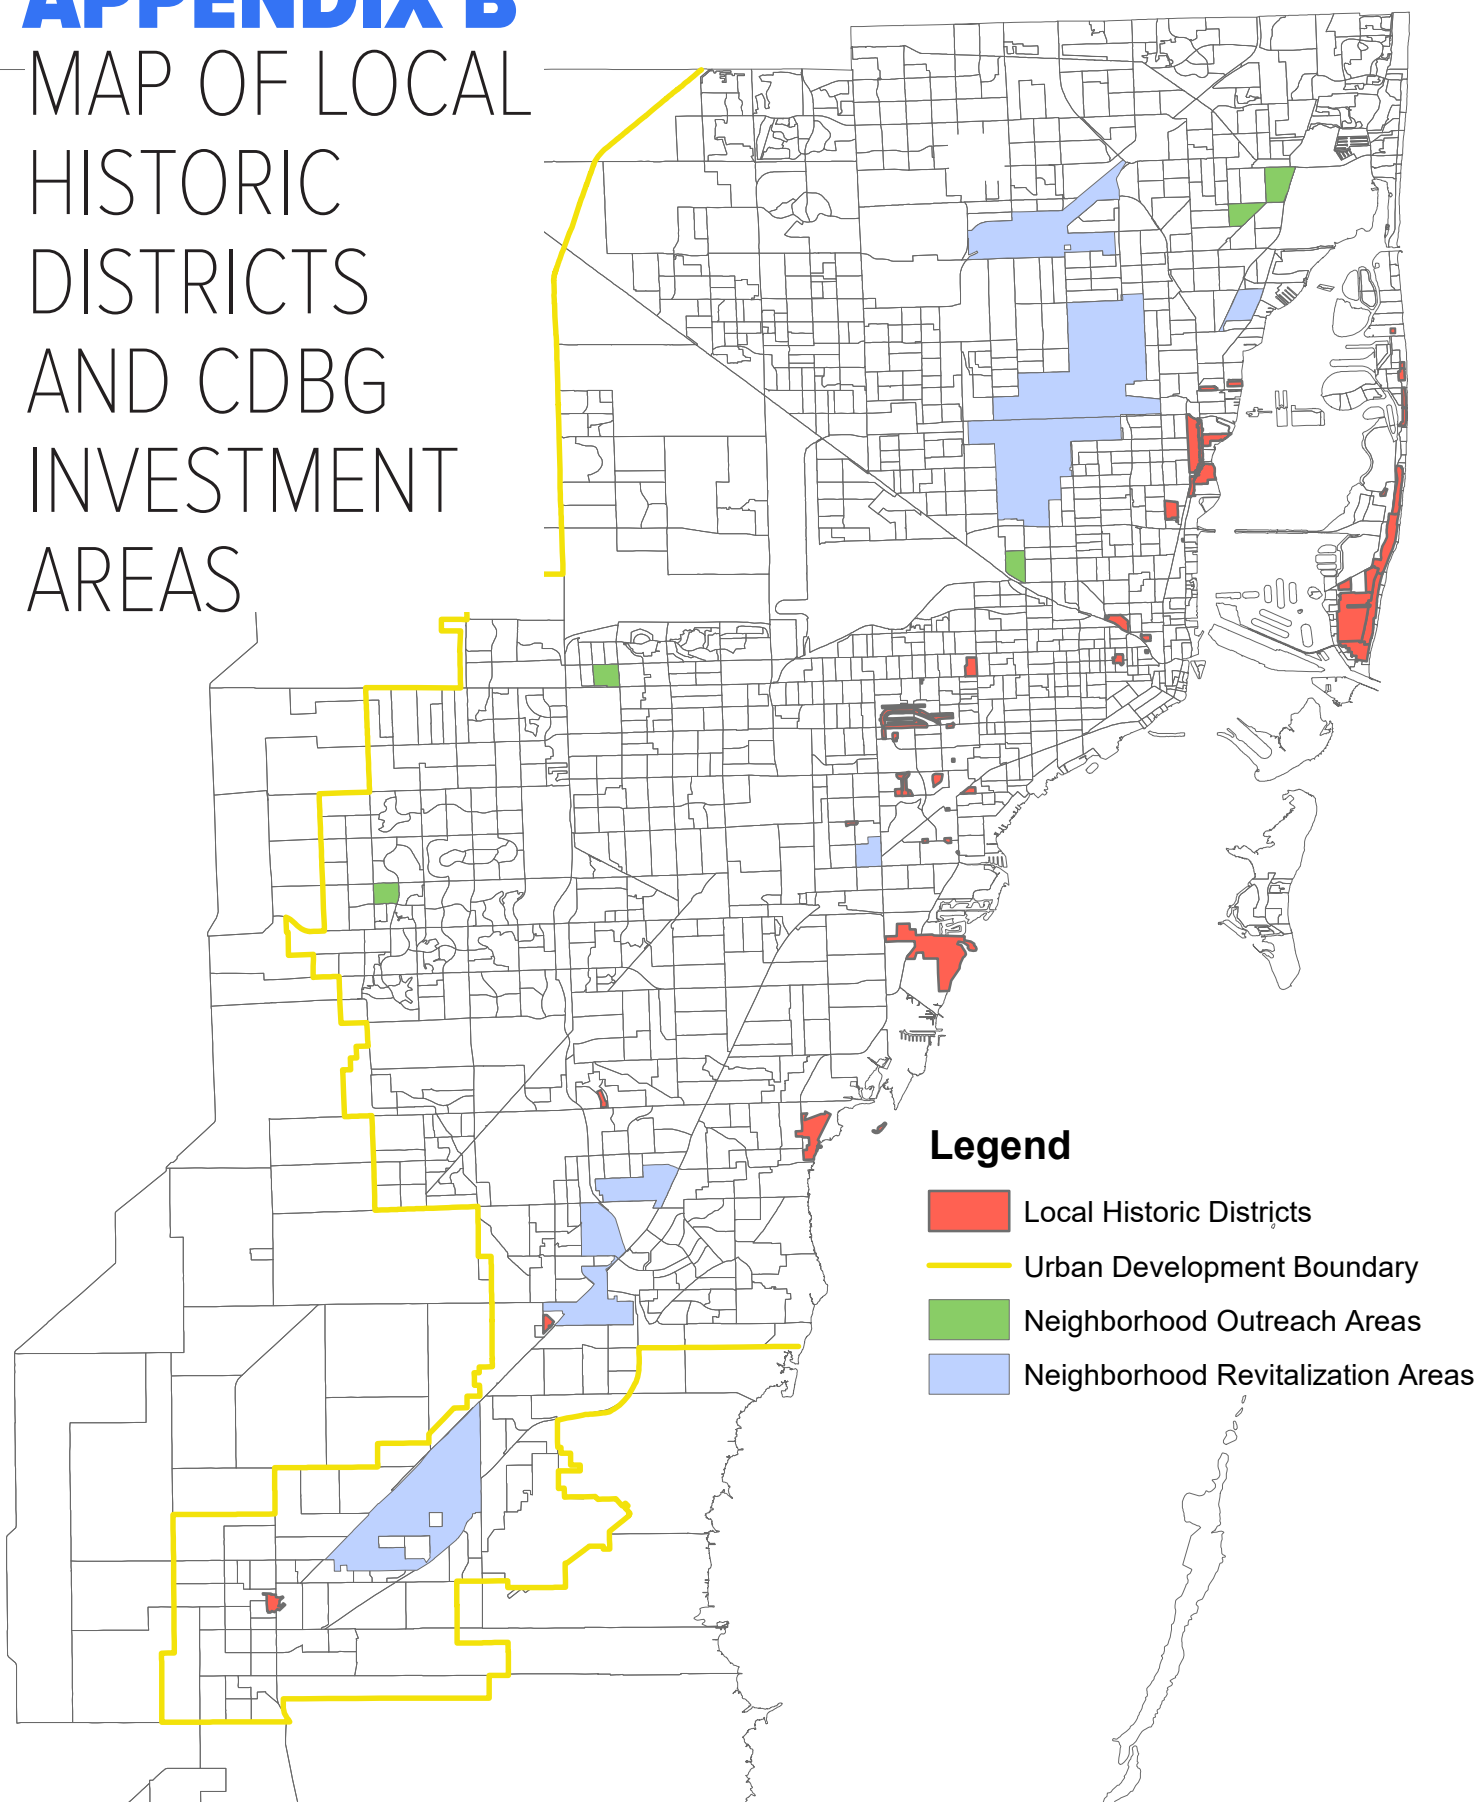 APPENDIX B
MAP OF LOCAL
HISTORIC
DISTRICTS
AND CDBG
INVESTMENT
AREAS
Legend
Local Historic Districts
Urban Development Boundary
Neighborhood Outreach Areas
Neighborhood Revitalization Areas